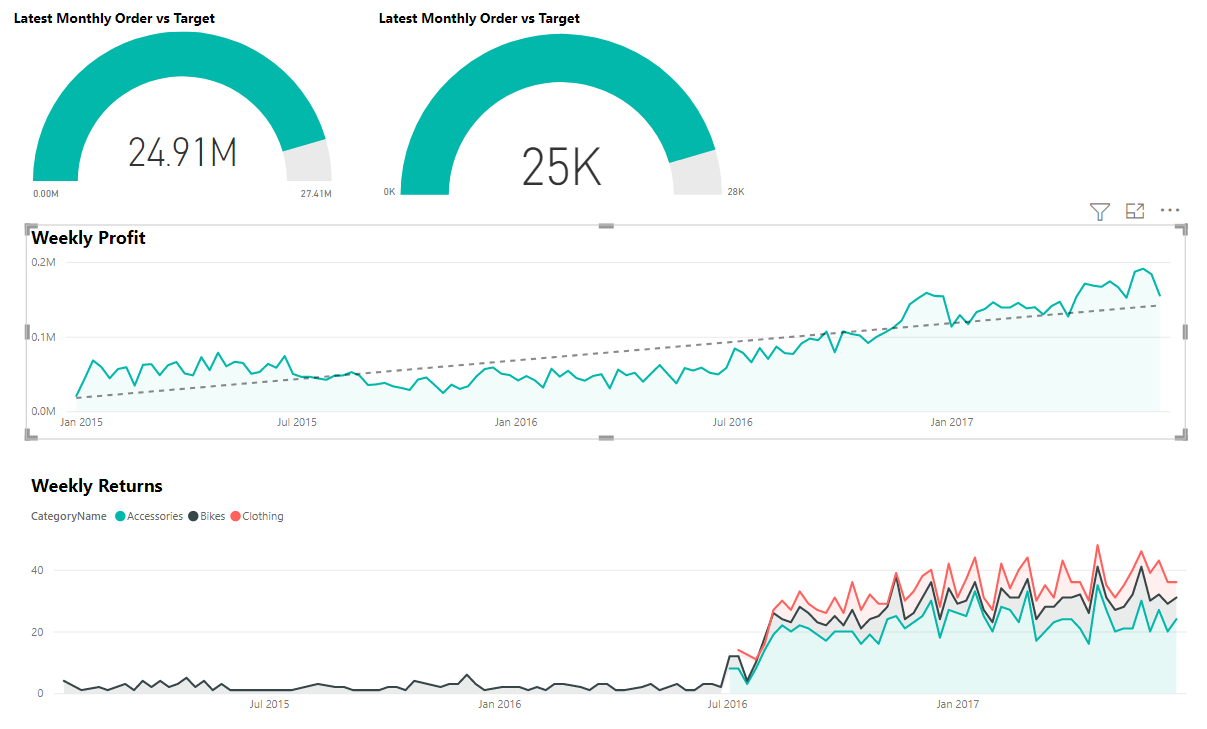 Latest Monthly Order vs Target
Latest Monthly Order vs Target
24.91M
0.00M
27.41M
25K
0K
28K
Weekly Profit
0.2M
0.1M
0.0M
Jan 2015
Jul 2015
Jan 2016
Jul 2016
Jan 2017
Weekly Returns
CategoryName Accessories Bikes Clothing
40
20
0
Jul 2015
Jan 2016
Jul 2016
Jan 2017